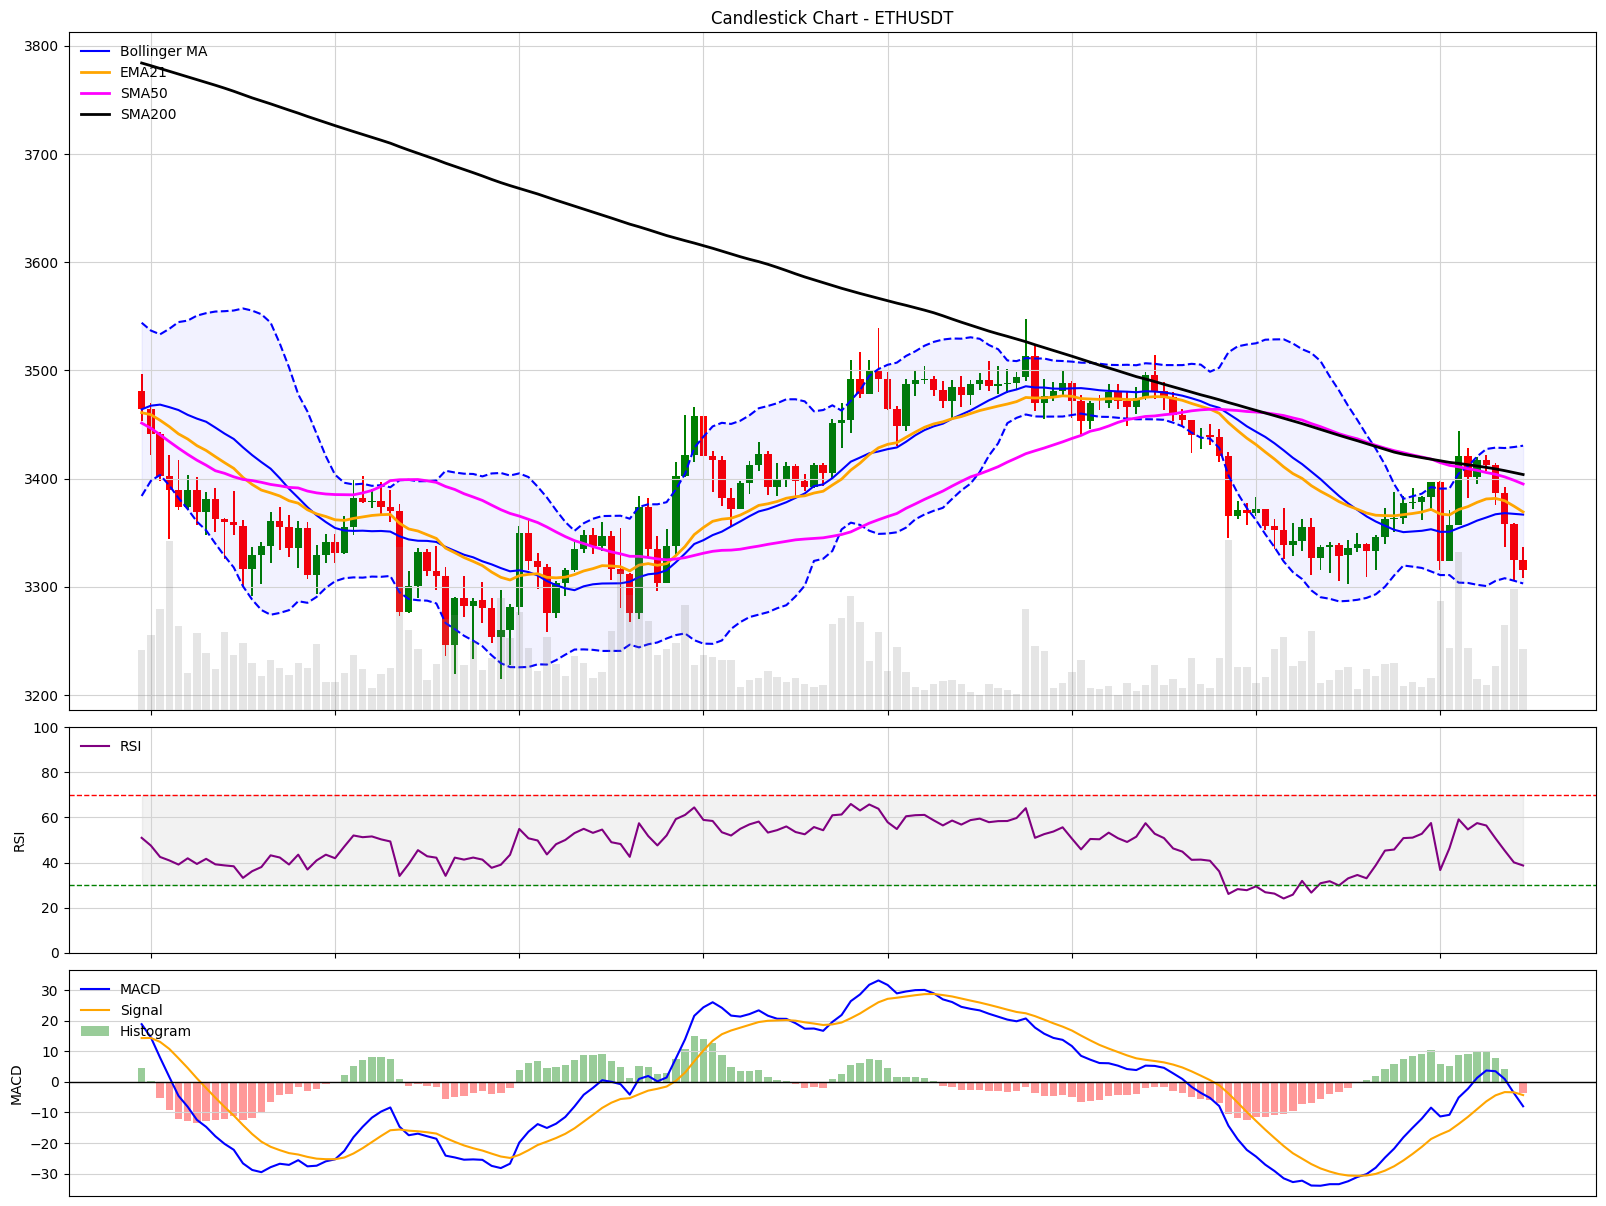 Candlestick Chart - ETHUSDT
3800
3700
3600
3500
3400
3300
3200
Bollinger MA
EMA21
SMA50
SMA200
100
80
60
40
20
0
RSI
RSI
30
20
10
0
−10
−20
−30
MACD
MACD
Signal
Histogram